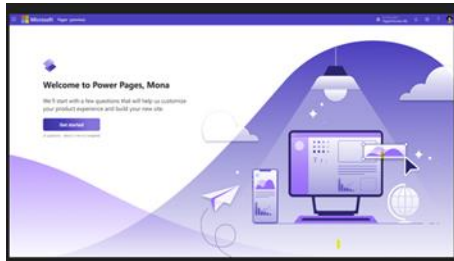 Microsoft Power Pages
Welcome to Power Pages, Mona
We'll start with a few questions that will help us customize
your product experience and build your new site.
Get started